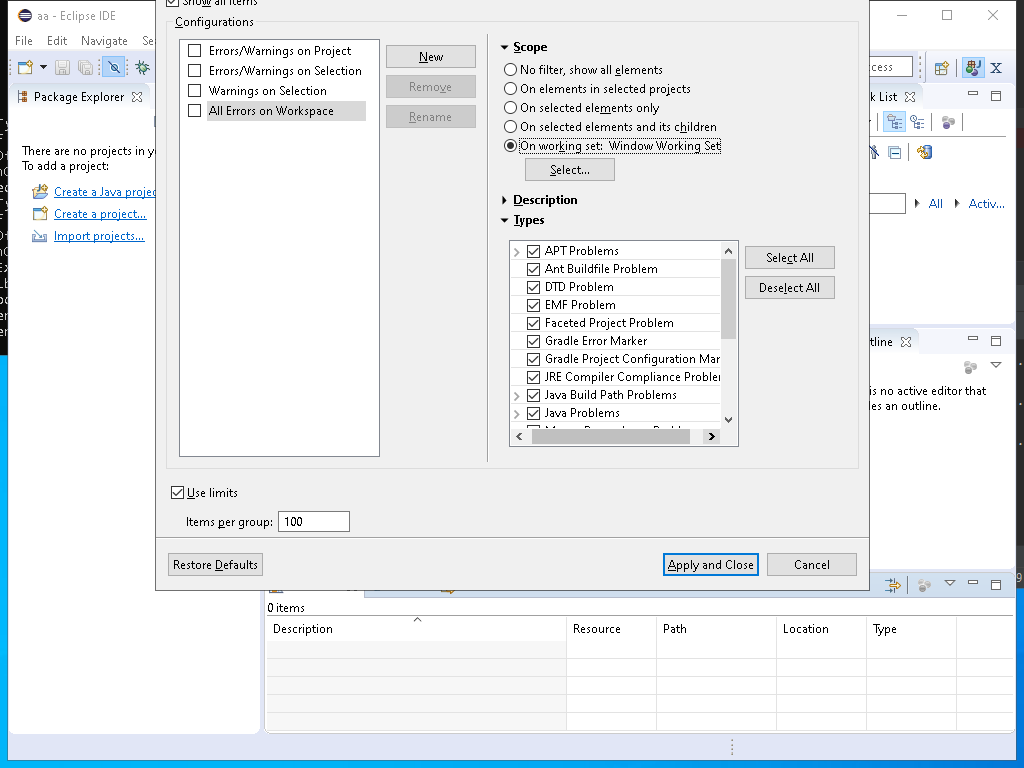 aa - Eclipse IDE
Show all items
Configurations
File Edit Navigate Se
Errors/Warnings on Project
Errors/Warnings on Selection
Warnings on Selection
All Errors on Workspace
New
Remove
Rename
Scope
No filter, show all elements
On elements in selected projects
On selected elements only
On selected elements and its children
On working set: Window Working Set
Select...
Description
Types
APT Problems
Ant Buildfile Problem
DTD Problem
EMF Problem
Faceted Project Problem
Gradle Error Marker
Gradle Project Configuration Mar
JRE Compiler Compliance Probler
Java Build Path Problems
Java Problems
Select All
Deselect All
Package Explorer
There are no projects in y
To add a project:
Create a Java projec
Create a project...
Import projects...
cess
k List
All
Activ...
tline
is no active editor that
les an outline.
Use limits
Items per group: 100
Restore Defaults
Apply and Close
Cancel
0 items
Description Resource Path Location Type